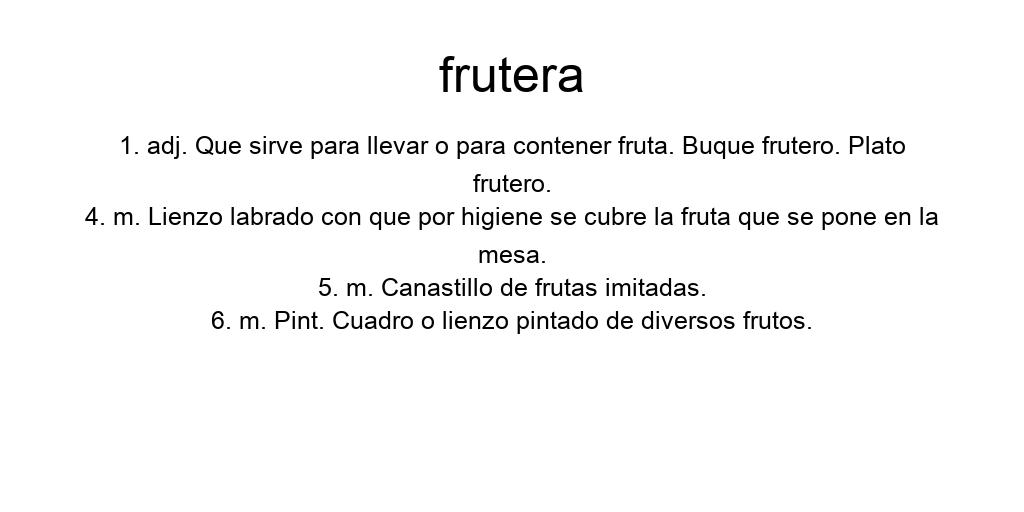 frutera
1. adj. Que sirve para llevar o para contener fruta. Buque frutero. Plato
frutero.
4. m. Lienzo labrado con que por higiene se cubre la fruta que se pone en la
mesa.
5. m. Canastillo de frutas imitadas.
6. m. Pint. Cuadro o lienzo pintado de diversos frutos.